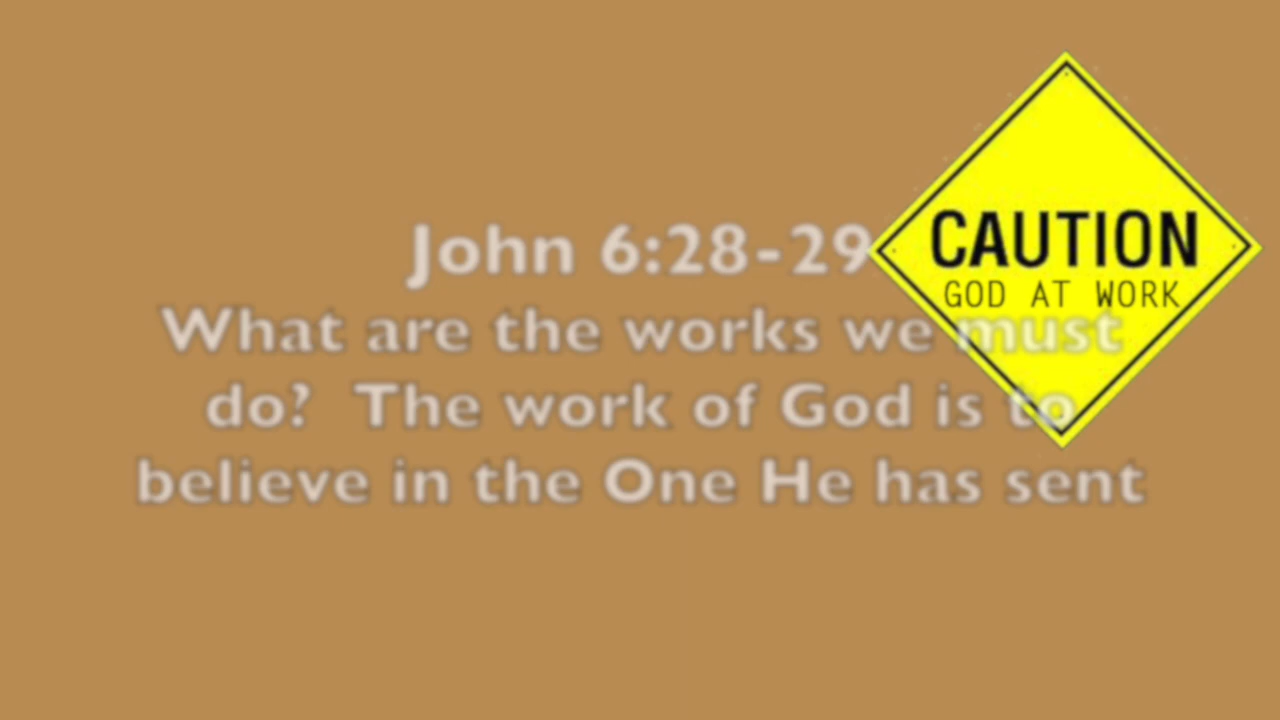 John 6:28-29
What are the works we must
do? The work of God is to
believe in the One He has sent
CAUTION
GOD AT WORK